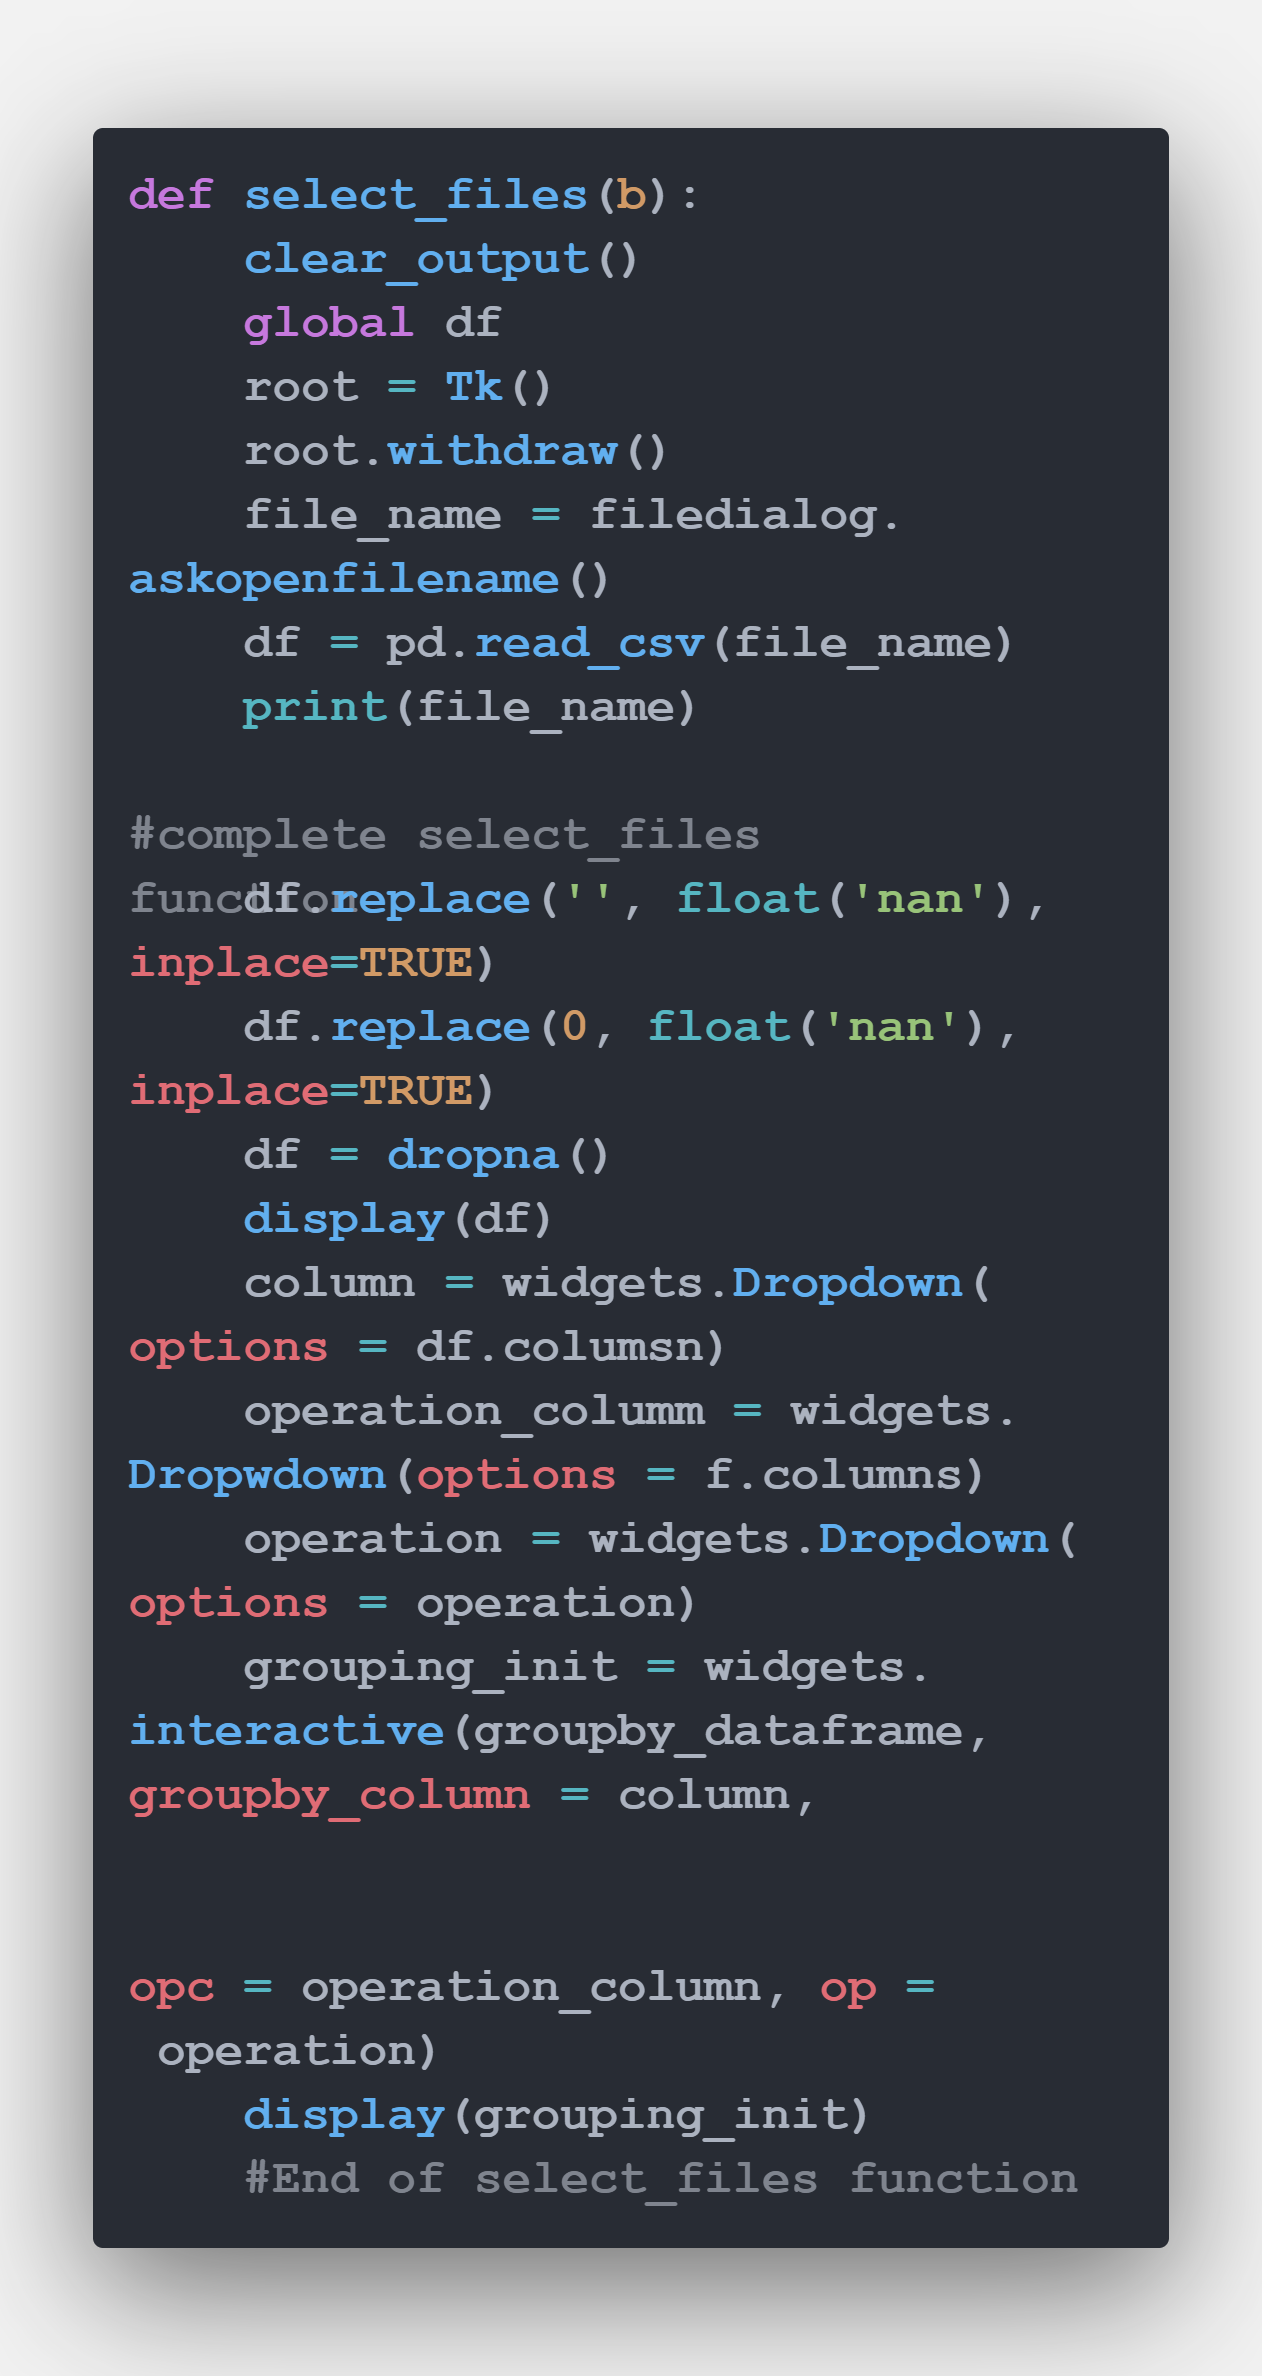 def select_files(b):
    clear_output()
    global df
    root = Tk()
    root.withdraw()
    file_name = filedialog.
askopenfilename()
    df = pd.read_csv(file_name)
    print(file_name)

#complete select_files
function
    df.replace('', float('nan'),
inplace=TRUE)
    df.replace(0, float('nan'),
inplace=TRUE)
    df = dropna()
    display(df)
    column = widgets.Dropdown(
options = df.columsn)
    operation_columm = widgets.
Dropwdown(options = f.columns)
    operation = widgets.Dropdown(
options = operation)
    grouping_init = widgets.
interactive(groupby_dataframe,
groupby_column = column,


opc = operation_column, op =
 operation)
    display(grouping_init)
    #End of select_files function